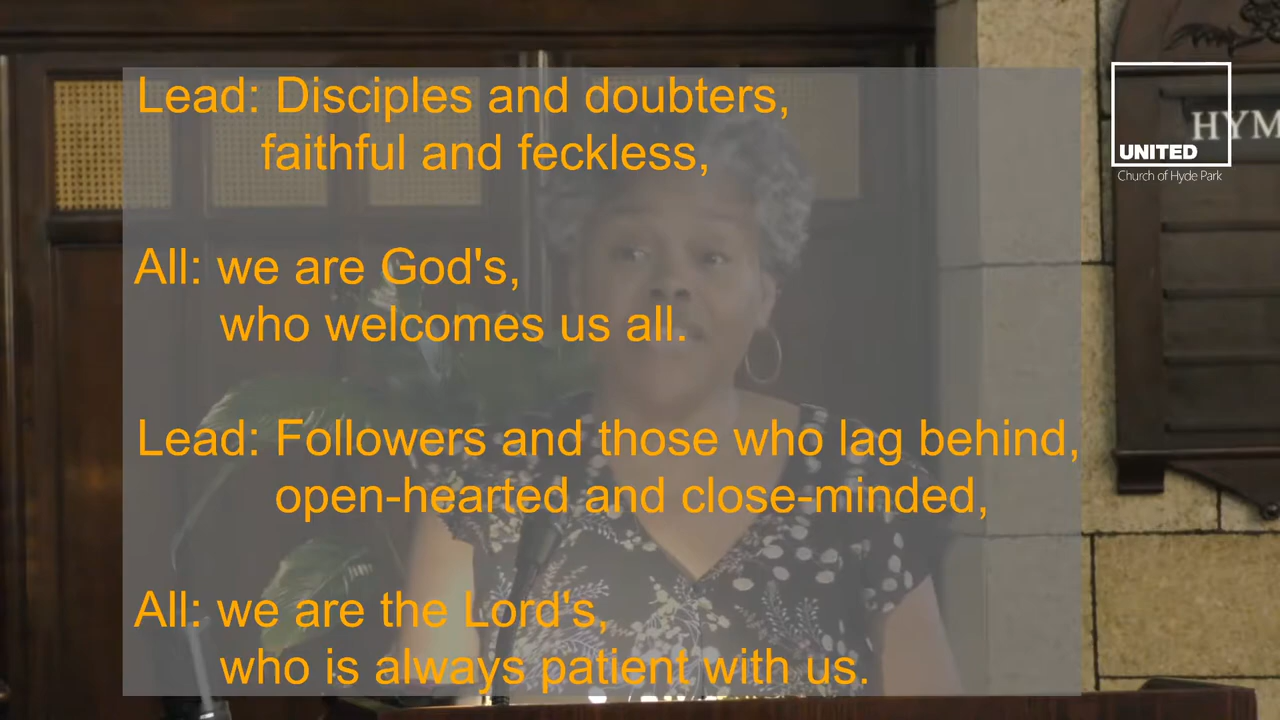 Lead: Disciples and doubters,
faithful and feckless,
All: we are God's,
who welcomes us all.
Lead: Followers and those who lag behind,
open-hearted and close-minded,
All: we are the Lord's,
who is always patient with us.
HYM
UNITED
Church of Hyde Park